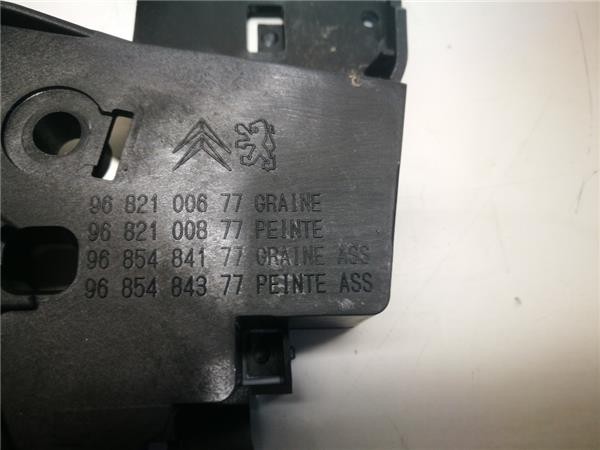 96 821 006 77 GRAINE
96 821 008 77 PEINTE
96 854 841 77 GRAINE ASS
96 854 843 77 PEINTE ASS